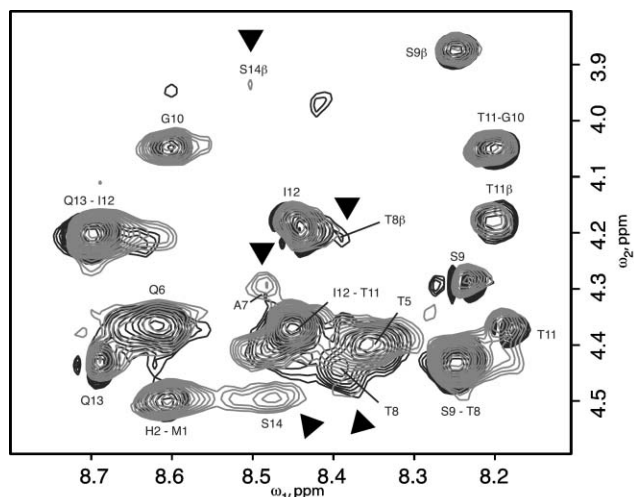 S14β
S9β
3.9
4.0
G10
T11-G10
4.1
Q13 - I12
I12
T8β
T11β
4.2
S9
4.3
Q6
A7
I12 - T11
T5
T11
4.4
Q13
H2 - M1
S14
T8
S9 - T8
4.5
8.7
8.6
8.5
8.4
8.3
8.2
ω₁, ppm
ω₂, ppm